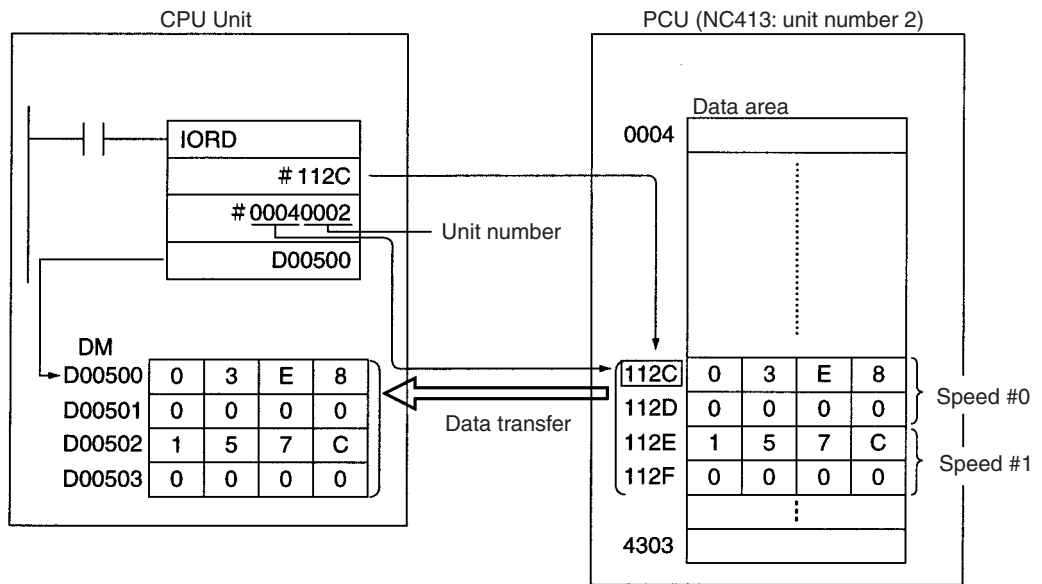 CPU Unit
PCU (NC413: unit number 2)
IORD
#112C
#00040002
Unit number
D00500
DM
D00500 0 3 E 8
D00501 0 0 0 0
D00502 1 5 7 C
D00503 0 0 0 0
Data transfer
Data area
0004
112C 0 3 E 8
112D 0 0 0 0
112E 1 5 7 C
112F 0 0 0 0
Speed #0
Speed #1
4303